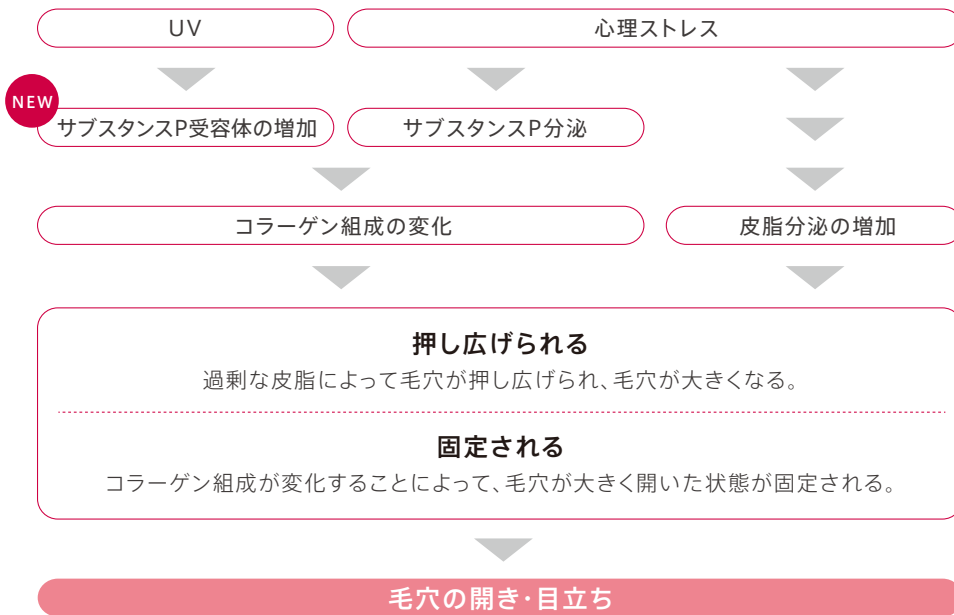 UV
心理ストレス
NEW
サブスタンスP受容体の増加
サブスタンスP分泌
コラーゲン組成の変化
皮脂分泌の増加
押し広げられる
過剰な皮脂によって毛穴が押し広げられ、毛穴が大きくなる。
固定される
コラーゲン組成が変化することによって、毛穴が大きく開いた状態が固定される。
毛穴の開き・目立ち